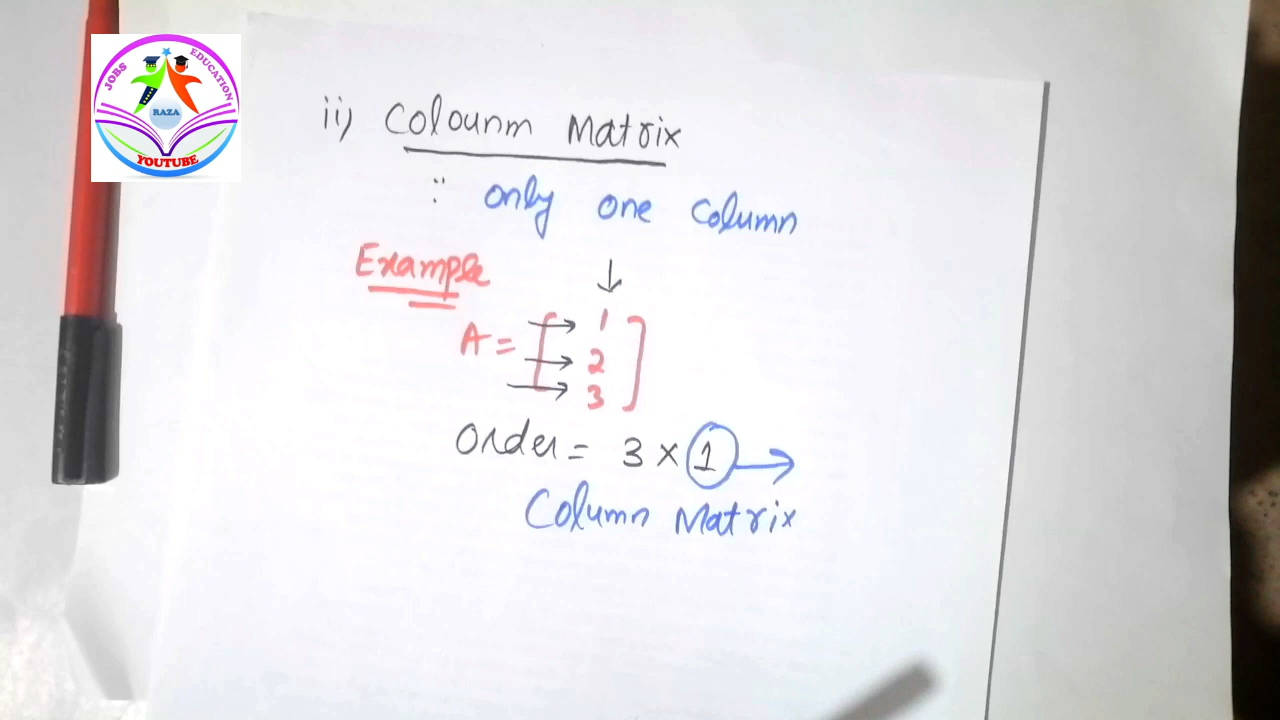 JOBS EDUCATION
RAZA
YOUTUBE
ii) Colounm Matrix
∵ only one Column
Example
A = [ 1
2
3 ]
Order = 3 × 1 →
Column Matrix